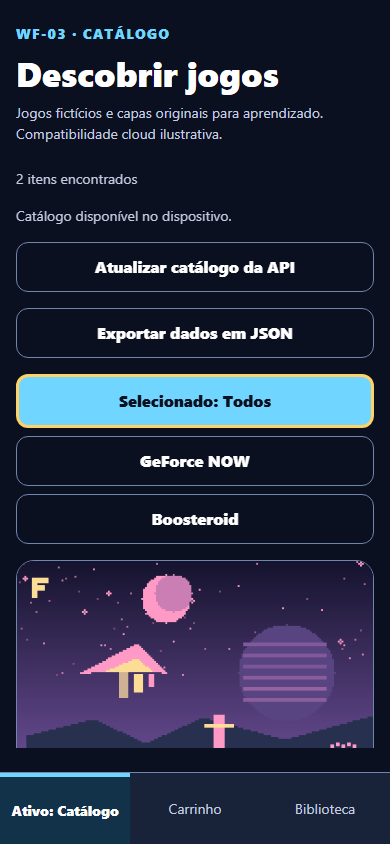 WF-03 • CATÁLOGO
Descobrir jogos
Jogos fictícios e capas originais para aprendizado.
Compatibilidade cloud ilustrativa.
2 itens encontrados
Catálogo disponível no dispositivo.
Atualizar catálogo da API
Exportar dados em JSON
Selecionado: Todos
GeForce NOW
Boosteroid
F
Ativo: Catálogo
Carrinho
Biblioteca